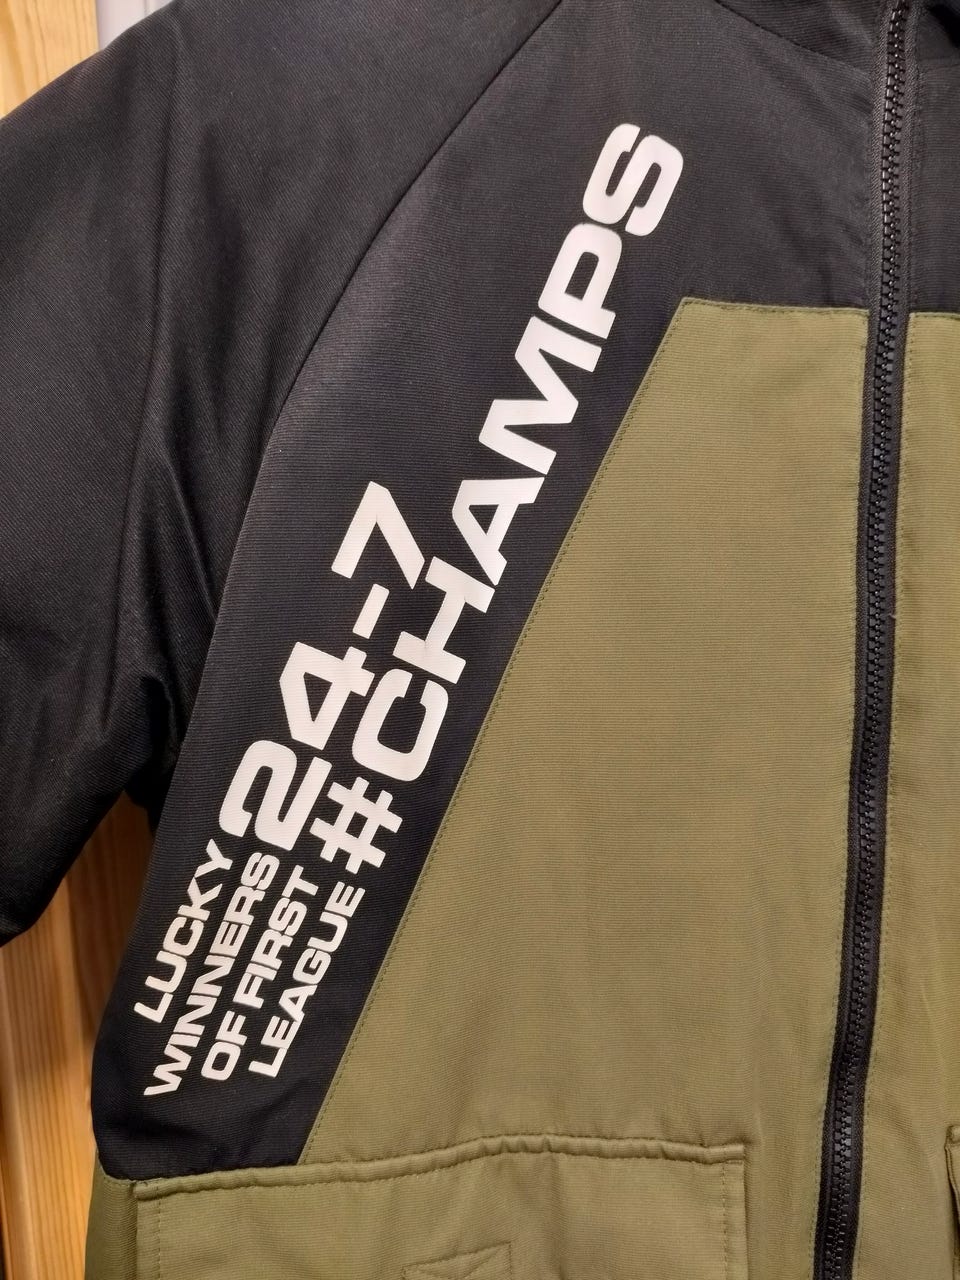 LUCKY
WINNERS
OF FIRST
LEAGUE
24-7
#CHAMPS